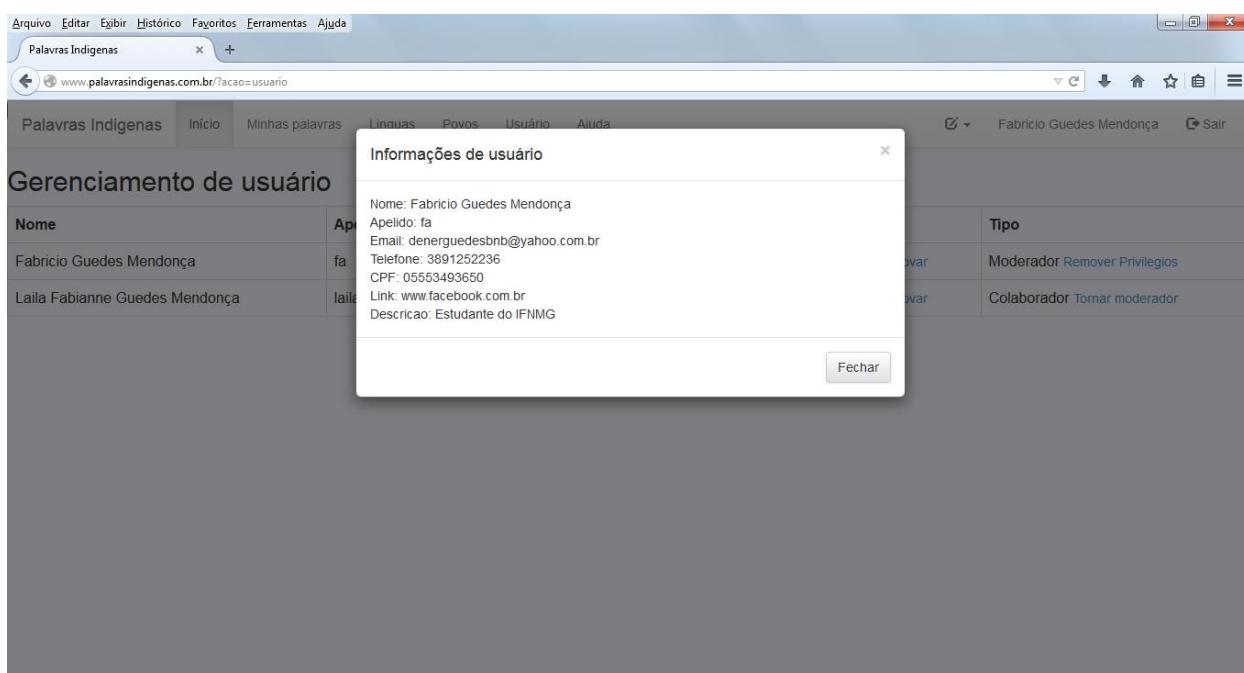 Arquivo Editar Exibir Histórico Favoritos Ferramentas Ajuda
Palavras Indigenas
www.palavrasindigenas.com.br/?acao=usuario
Palavras Indigenas Início Minhas palavras Linguas Povos Usuário Ajuda Fabricio Guedes Mendonça Sair
Gerenciamento de usuário
Nome Tipo
Fabricio Guedes Mendonça fa Moderador Remover Privilegios
Laila Fabianne Guedes Mendonça Colaborador Tornar moderador
Informações de usuário
Nome: Fabricio Guedes Mendonça
Apelido: fa
Email: denerguedesbnb@yahoo.com.br
Telefone: 3891252236
CPF: 05553493650
Link: www.facebook.com.br
Descricao: Estudante do IFNMG
Fechar